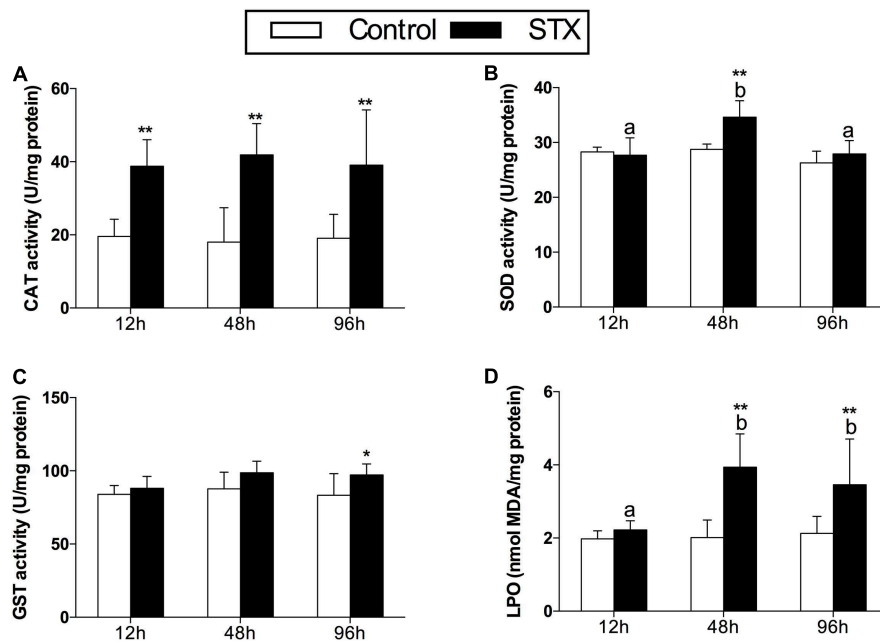 Control STX
A
CAT activity (U/mg protein)
60
40
20
0
** ** **
12h 48h 96h
B
SOD activity (U/mg protein)
40
30
20
10
0
a
**
b
a
12h 48h 96h
C
GST activity (U/mg protein)
150
100
50
0
*
12h 48h 96h
D
LPO (nmol MDA/mg protein)
6
4
2
0
a
**
b
**
b
12h 48h 96h